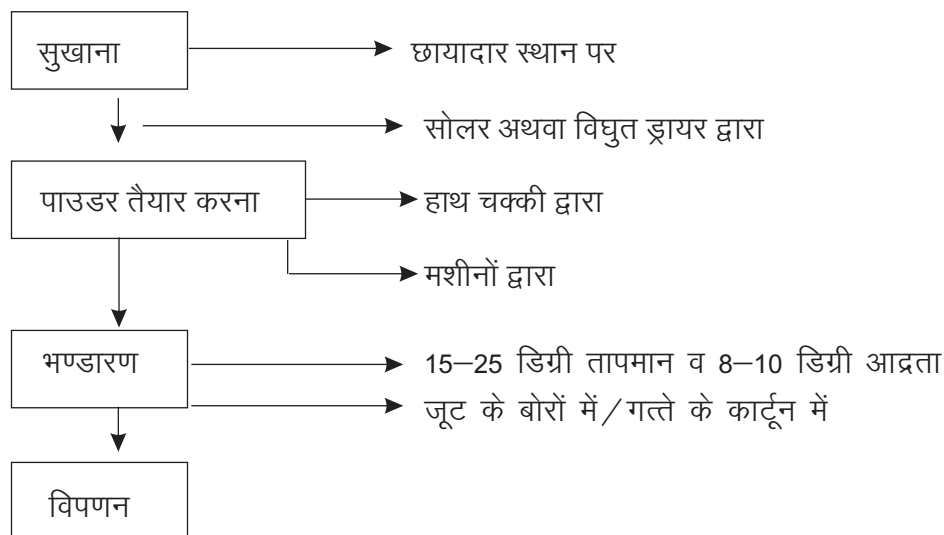 सुखाना
छायादार स्थान पर
सोलर अथवा विघुत ड्रायर द्वारा
पाउडर तैयार करना
हाथ चक्की द्वारा
मशीनों द्वारा
भण्डारण
15–25 डिग्री तापमान व 8–10 डिग्री आद्रता
जूट के बोरों में/गत्ते के कार्टून में
विपणन